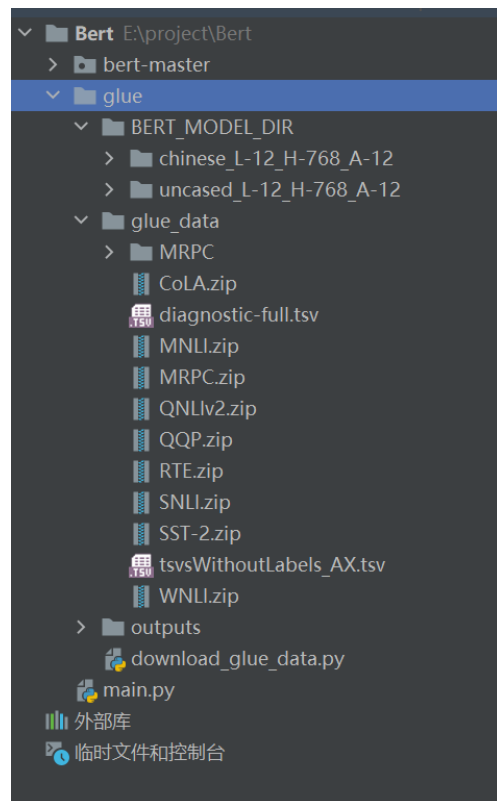 Bert E:\project\Bert
bert-master
glue
BERT_MODEL_DIR
chinese_L-12_H-768_A-12
uncased_L-12_H-768_A-12
glue_data
MRPC
CoLA.zip
diagnostic-full.tsv
MNLI.zip
MRPC.zip
QNLIv2.zip
QQP.zip
RTE.zip
SNLI.zip
SST-2.zip
tsvsWithoutLabels_AX.tsv
WNLI.zip
outputs
download_glue_data.py
main.py
外部库
临时文件和控制台